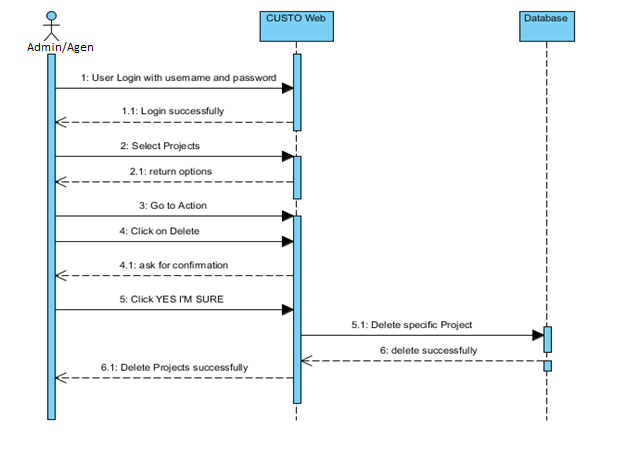 CUSTO Web
Database
Admin/Agen
1: User Login with username and password
1.1: Login successfully
2: Select Projects
2.1: return options
3: Go to Action
4: Click on Delete
4.1: ask for confirmation
5: Click YES I'M SURE
5.1: Delete specific Project
6: delete successfully
6.1: Delete Projects successfully